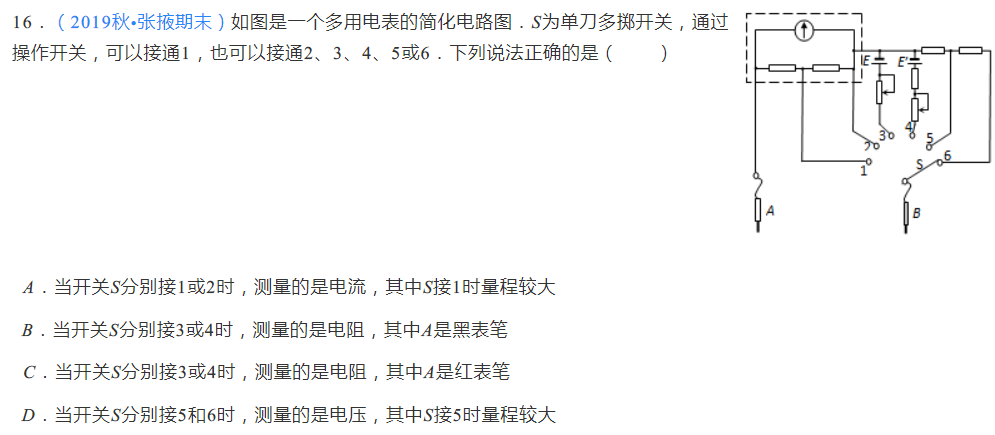 16．（2019秋•张掖期末）如图是一个多用电表的简化电路图．S为单刀多掷开关，通过
操作开关，可以接通1，也可以接通2、3、4、5或6．下列说法正确的是（　　）
E E'
3 4 5
2 6
1 S
A B
A．当开关S分别接1或2时，测量的是电流，其中S接1时量程较大
B．当开关S分别接3或4时，测量的是电阻，其中A是黑表笔
C．当开关S分别接3或4时，测量的是电阻，其中A是红表笔
D．当开关S分别接5和6时，测量的是电压，其中S接5时量程较大